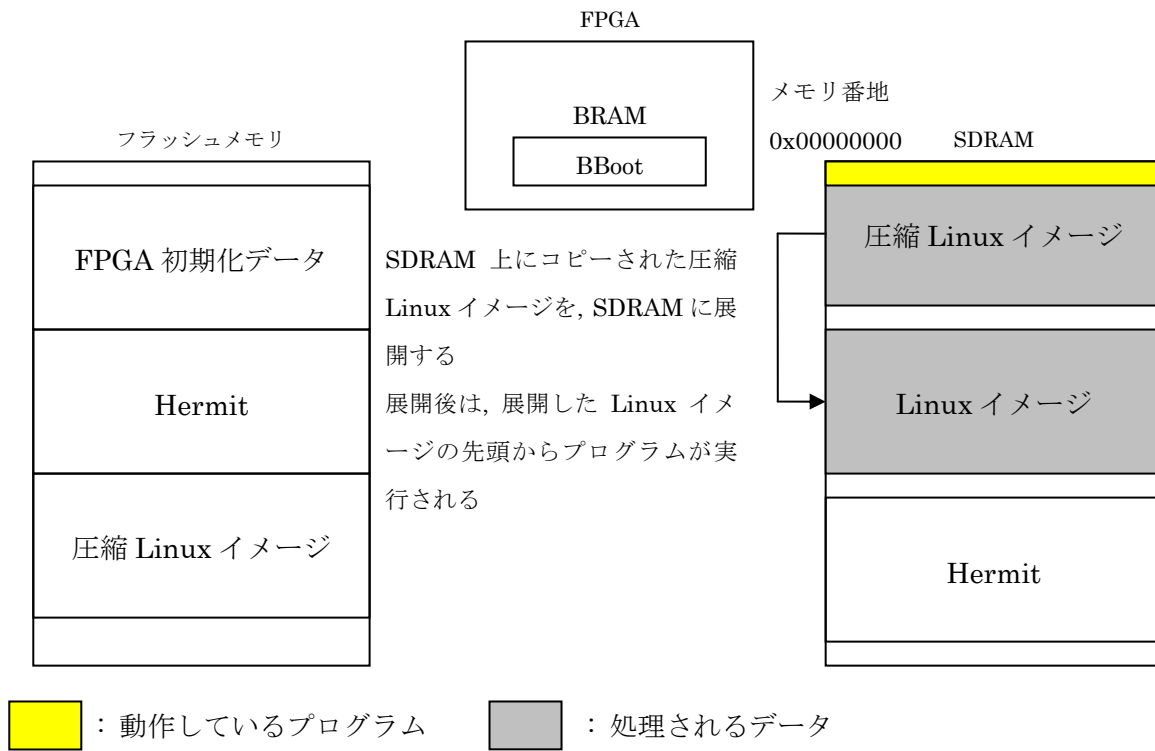 FPGA
メモリ番地
BRAM
フラッシュメモリ
0x00000000
SDRAM
BBoot
圧縮 Linux イメージ
FPGA 初期化データ
SDRAM 上にコピーされた圧縮
Linux イメージを, SDRAM に展
開する
展開後は, 展開した Linux イメ
ージの先頭からプログラムが実
行される
Hermit
Linux イメージ
圧縮 Linux イメージ
Hermit
: 動作しているプログラム
: 処理されるデータ